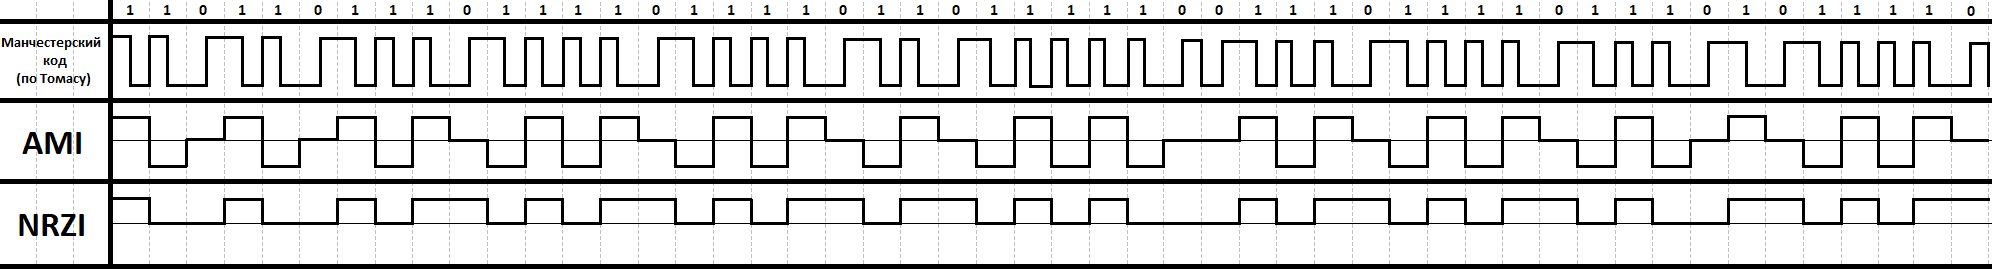 1 1 0 1 1 0 1 1 1 0 1 1 1 1 0 1 1 1 1 0 1 1 0 1 1 1 1 1 0 0 1 1 1 0 1 1 1 1 0 1 1 1 0 1 0 1 1 1 1 0
Манчестерский
код
(по Томасу)
AMI
NRZI